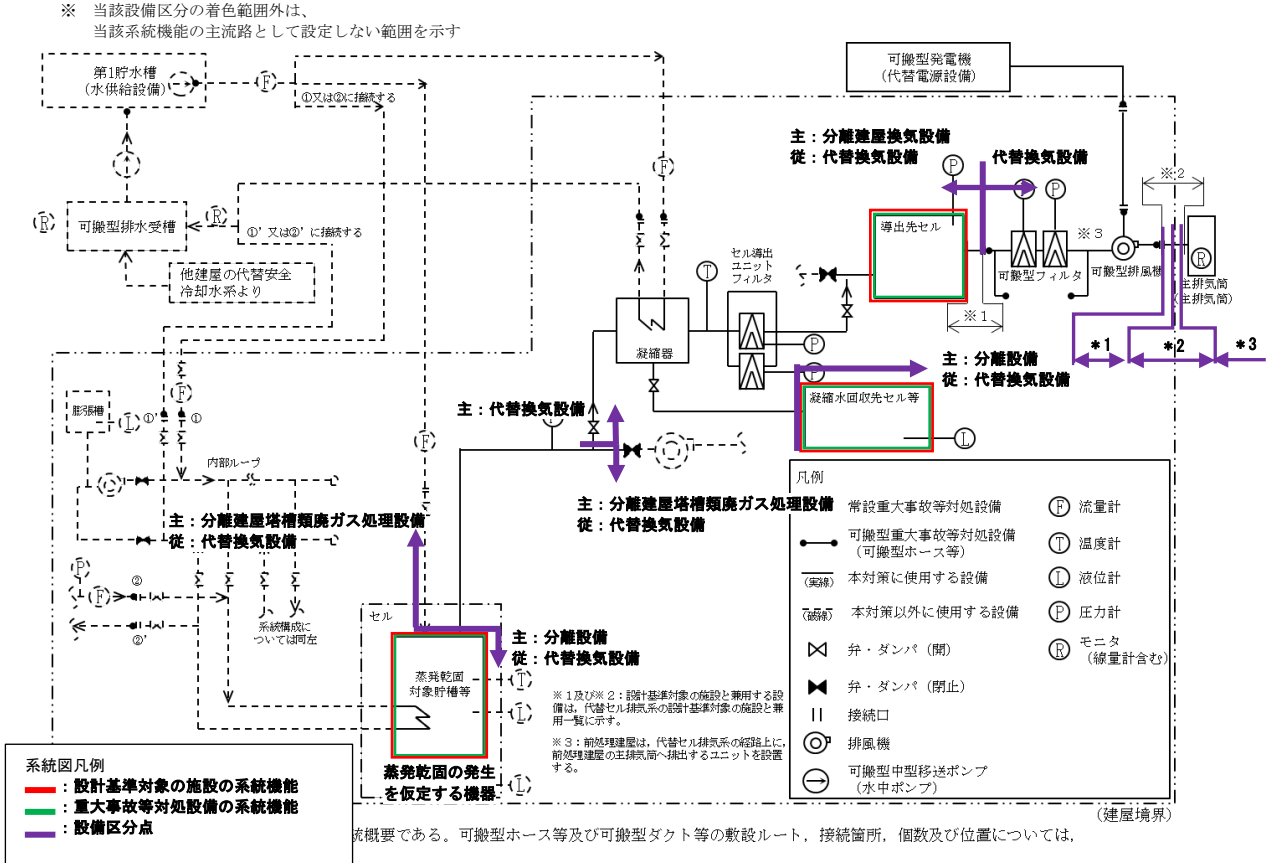 ※ 当該設備区分の着色範囲外は、
当該系統機能の主流路として設定しない範囲を示す
第1貯水槽
(水供給設備)
F
①又は②に接続する
可搬型発電機
(代替電源設備)
主：分離建屋換気設備
従：代替換気設備
代替換気設備
P
F
P
P
※2
R
可搬型排水受槽
R
①’又は②’に接続する
他建屋の代替安全
冷却水系より
導出先セル
※3
可搬型フィルタ
可搬型排風機
R
主排気筒
(主排気筒)
セル導出
ユニット
フィルタ
T
凝縮器
P
P
※1
＊1
＊2
＊3
主：分離設備
従：代替換気設備
凝縮水回収先セル等
L
主：代替換気設備
膨張槽
L
F
①’
①
F
内部ループ
主：分離建屋塔槽類廃ガス処理設備
従：代替換気設備
主：分離建屋塔槽類廃ガス処理設備
従：代替換気設備
P
F
②
②’
系統構成に
ついては同左
セル
蒸発乾固
対象貯槽等
T
L
L
主：分離設備
従：代替換気設備
※1及び※2：設計基準対象の施設と兼用する設
備は，代替セル排気系の設計基準対象の施設と兼
用一覧に示す。
※3：前処理建屋は，代替セル排気系の経路上に，
前処理建屋の主排気筒へ排出するユニットを設置
する。
蒸発乾固の発生
を仮定する機器
凡例
常設重大事故等対処設備
可搬型重大事故等対処設備
(可搬型ホース等)
(実線)
本対策に使用する設備
(破線)
本対策以外に使用する設備
弁・ダンパ（開）
弁・ダンパ（閉止）
接続口
排風機
可搬型中型移送ポンプ
(水中ポンプ)
F 流量計
T 温度計
L 液位計
P 圧力計
R モニタ
(線量計含む)
(建屋境界)
系統図凡例
：設計基準対象の施設の系統機能
：重大事故等対処設備の系統機能
：設備区分点
統概要である。可搬型ホース等及び可搬型ダクト等の敷設ルート，接続箇所，個数及び位置については，